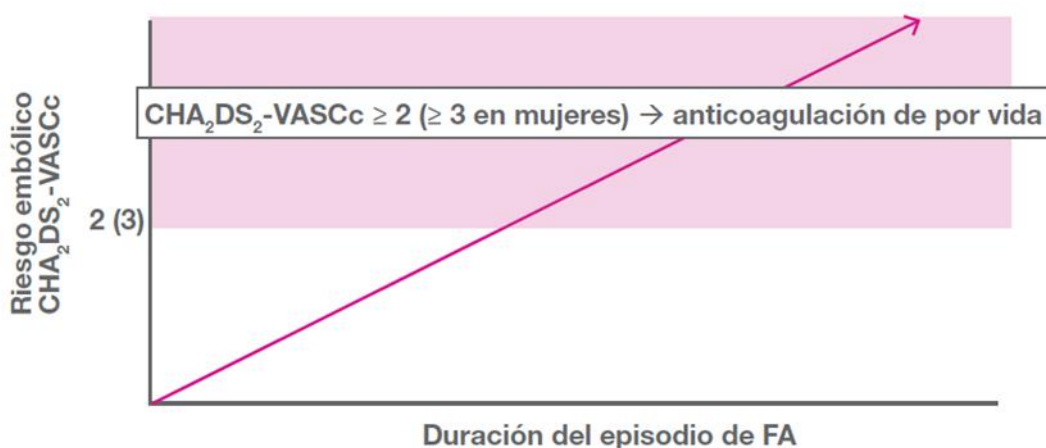 Riesgo embólico
CHA₂DS₂-VASCc
CHA₂DS₂-VASCc ≥ 2 (≥ 3 en mujeres) → anticoagulación de por vida
2 (3)
Duración del episodio de FA